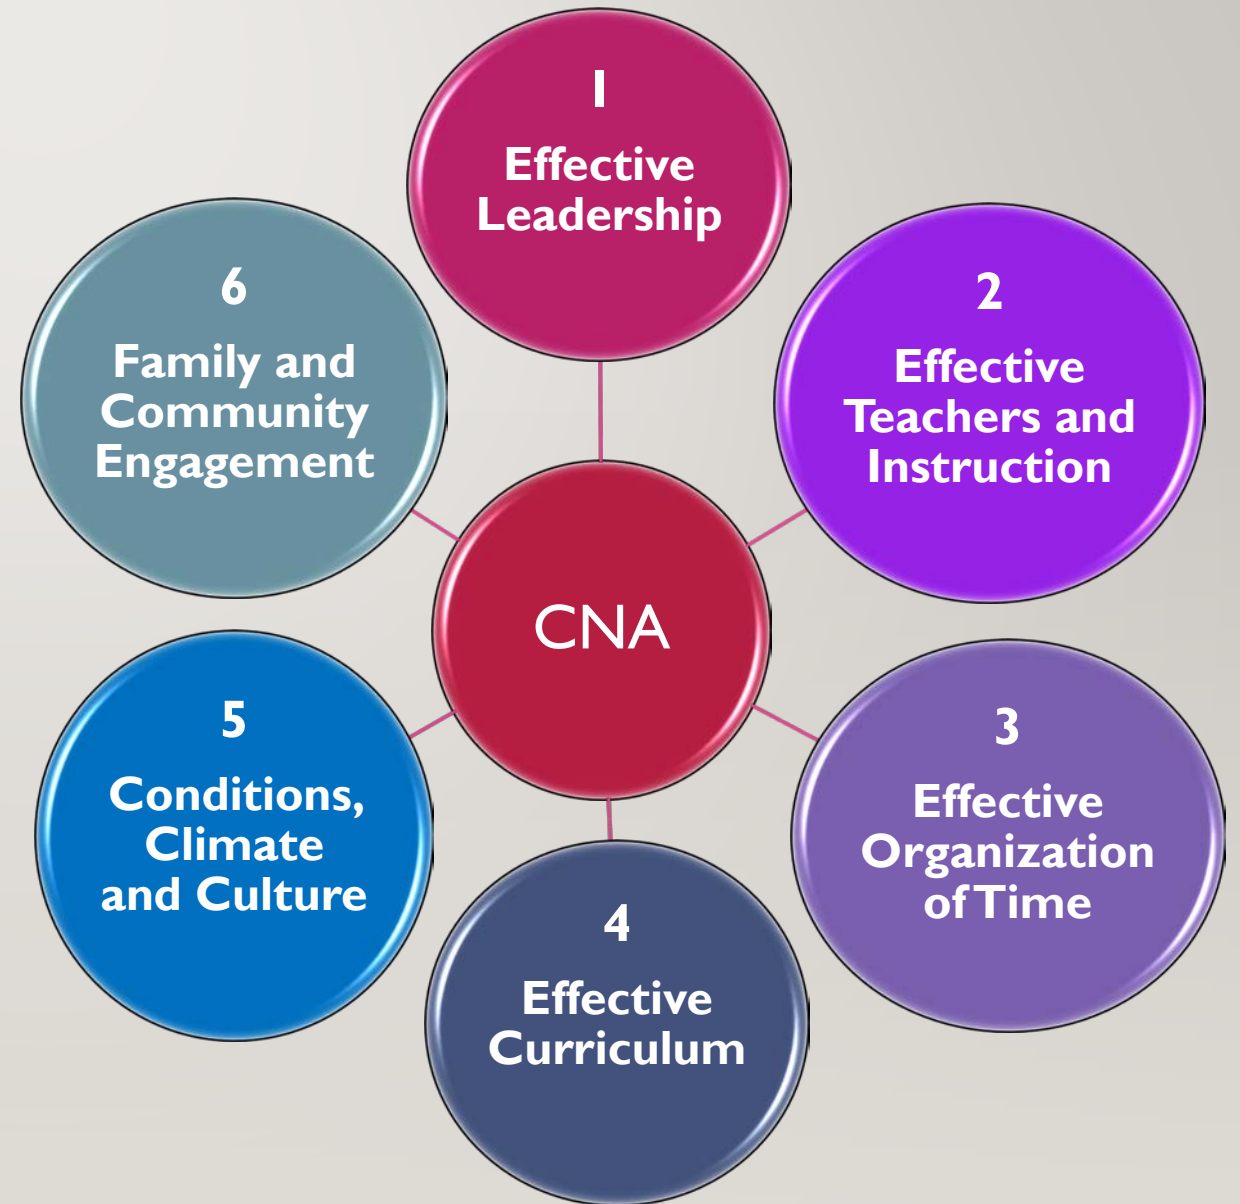 1
Effective
Leadership
2
Effective
Teachers and
Instruction
3
Effective
Organization
of Time
4
Effective
Curriculum
5
Conditions,
Climate
and Culture
6
Family and
Community
Engagement
CNA